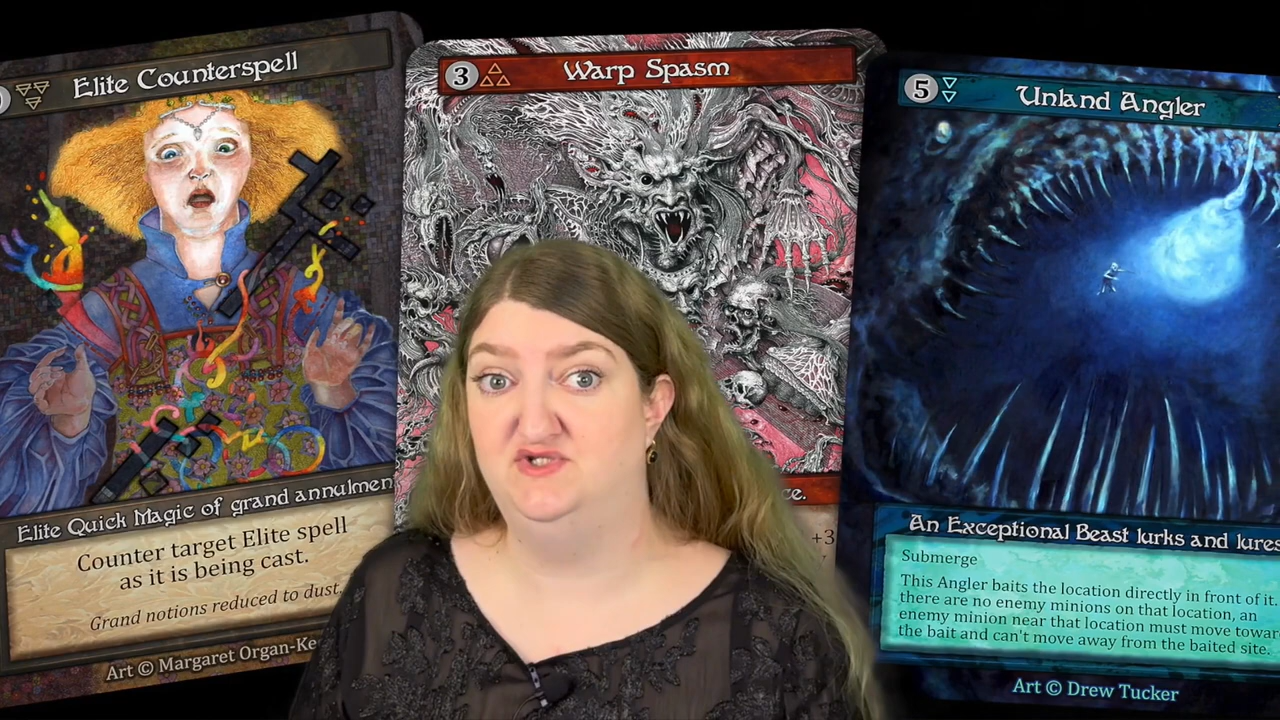 Elite Counterspell
Elite Quick Magic of grand annulmen
Counter target Elite spell
as it is being cast.
Grand notions reduced to dust.
Art © Margaret Organ-Ke
3
Warp Spasm
ce.
+3
5
Unland Angler
An Exceptional Beast lurks and lures
Submerge
This Angler baits the location directly in front of it.
there are no enemy minions on that location, an
enemy minion near that location must move towar
the bait and can't move away from the baited site.
Art © Drew Tucker